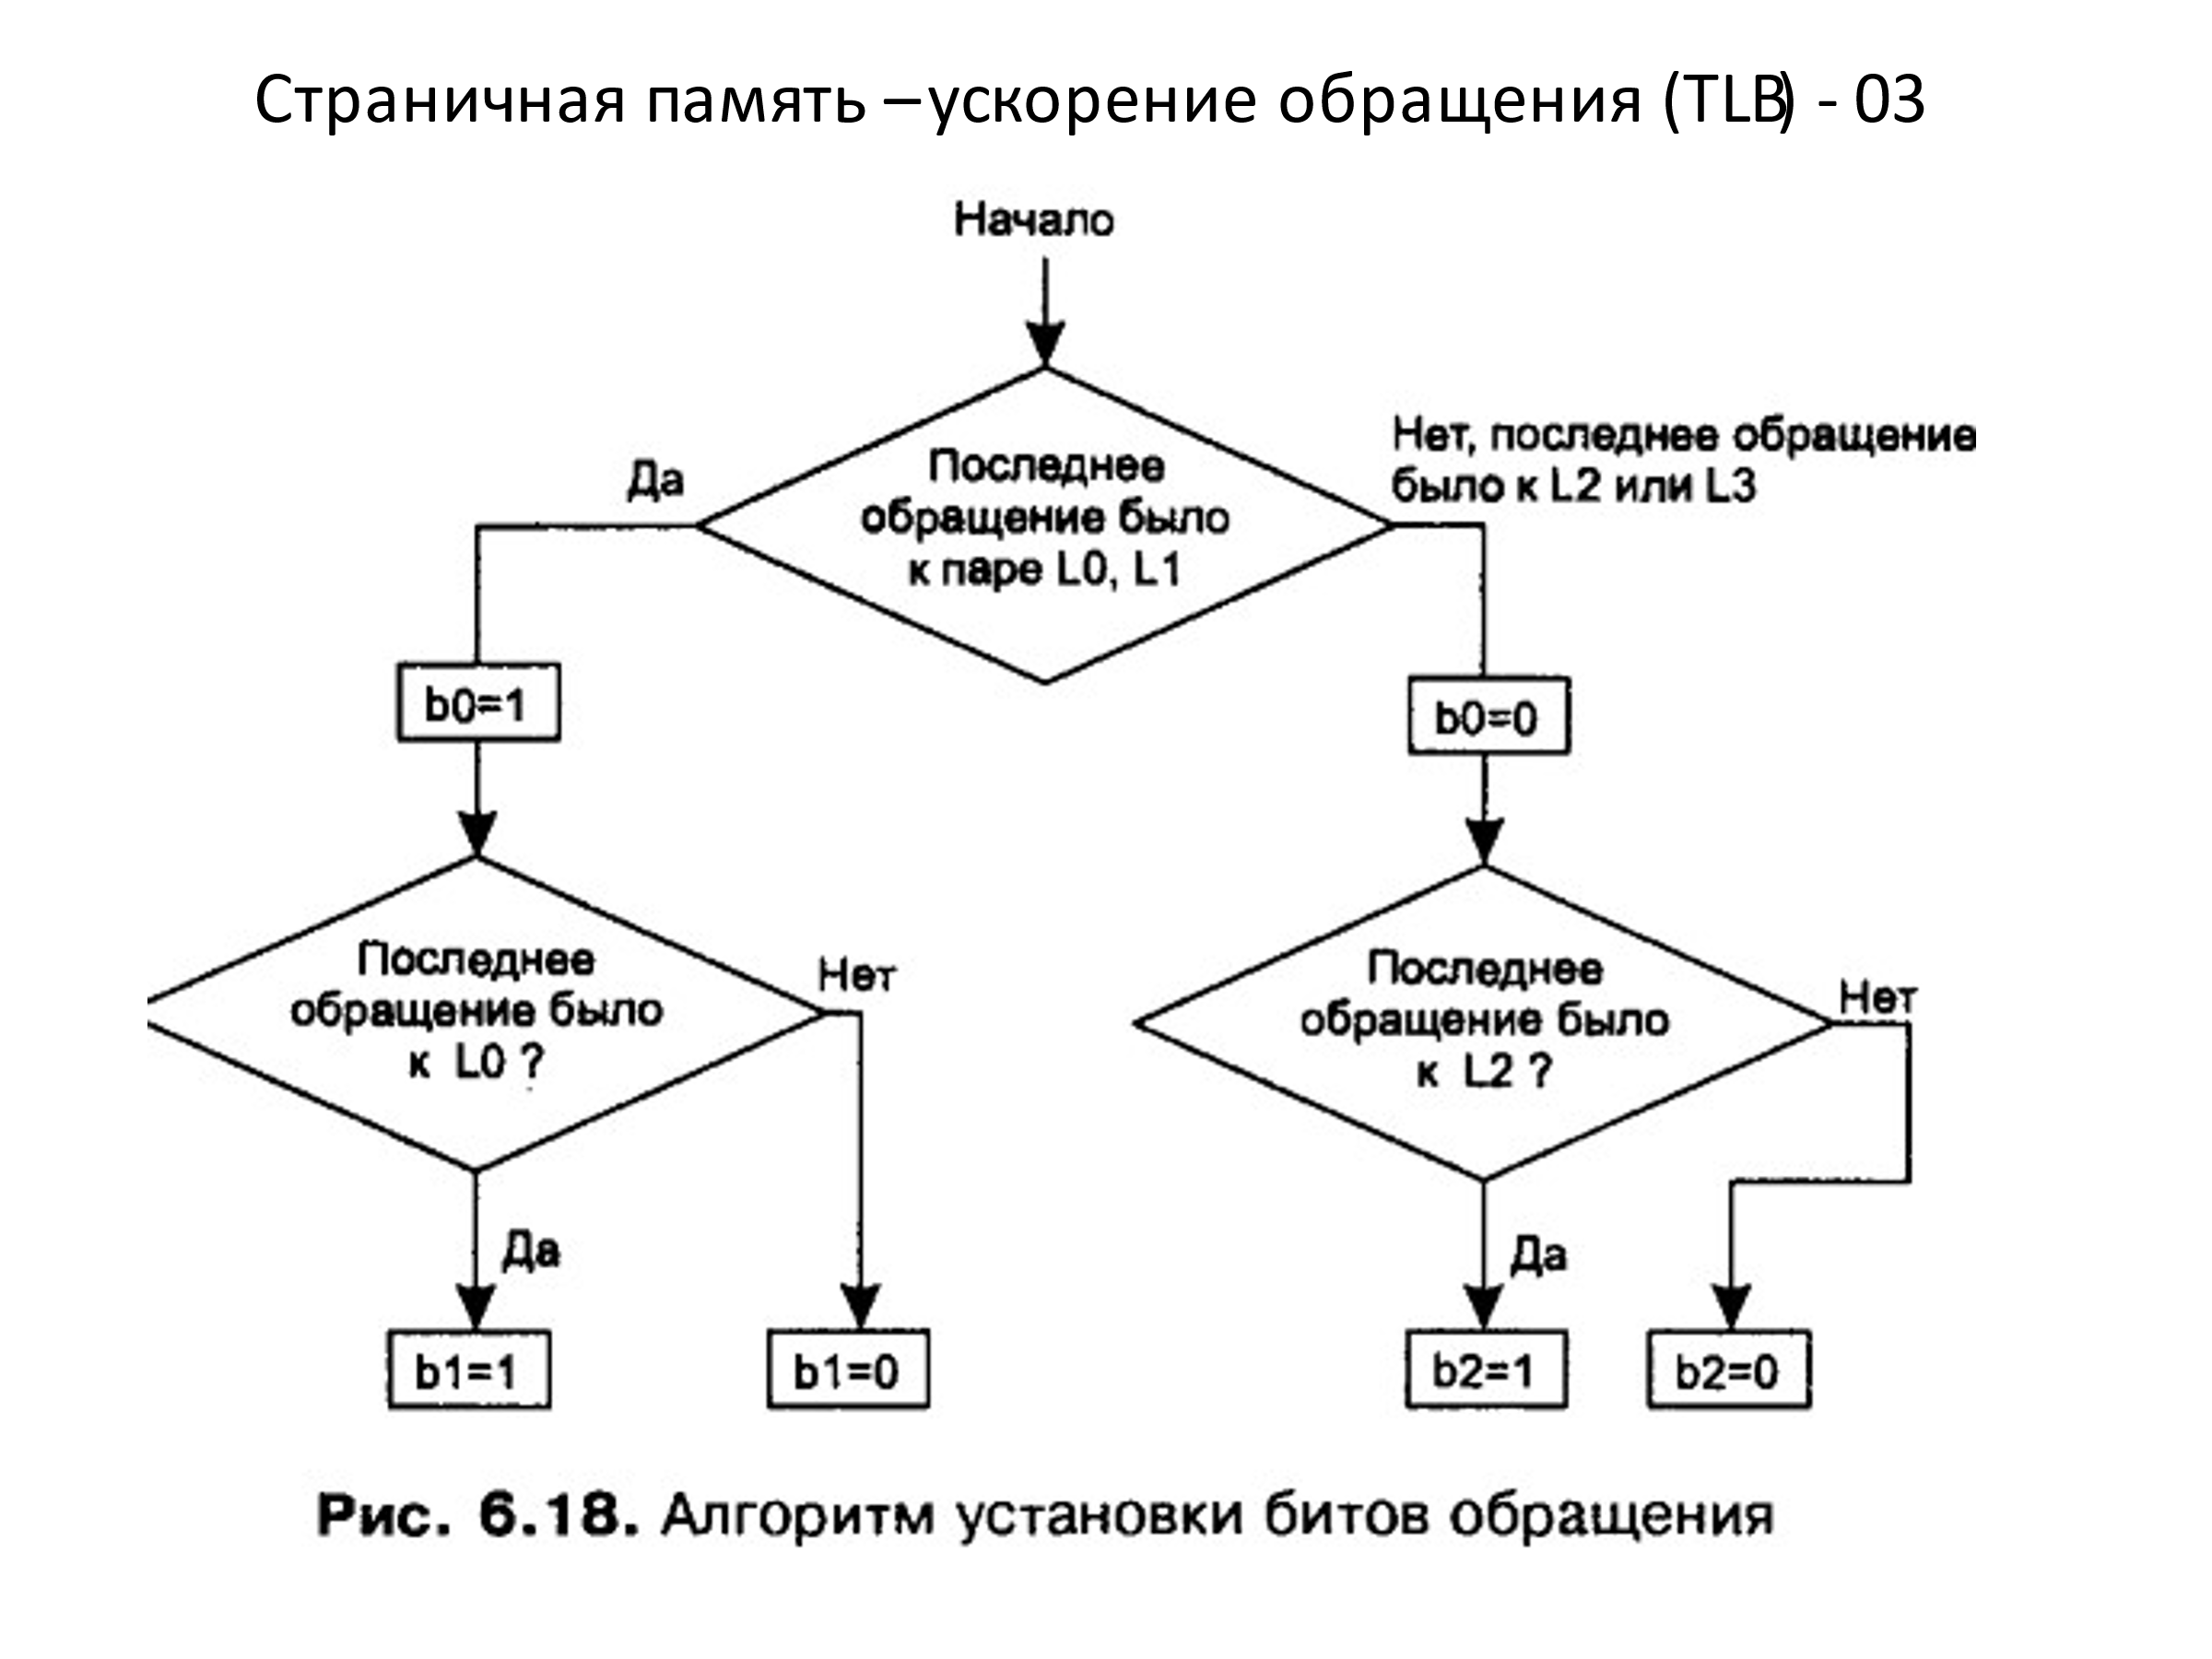 Страничная память –ускорение обращения (TLB) - 03
Начало
Последнее
обращение было
к паре L0, L1
Да
Нет, последнее обращение
было к L2 или L3
b0=1
b0=0
Последнее
обращение было
к L0 ?
Нет
Последнее
обращение было
к L2 ?
Нет
Да
Да
b1=1
b1=0
b2=1
b2=0
Рис. 6.18. Алгоритм установки битов обращения